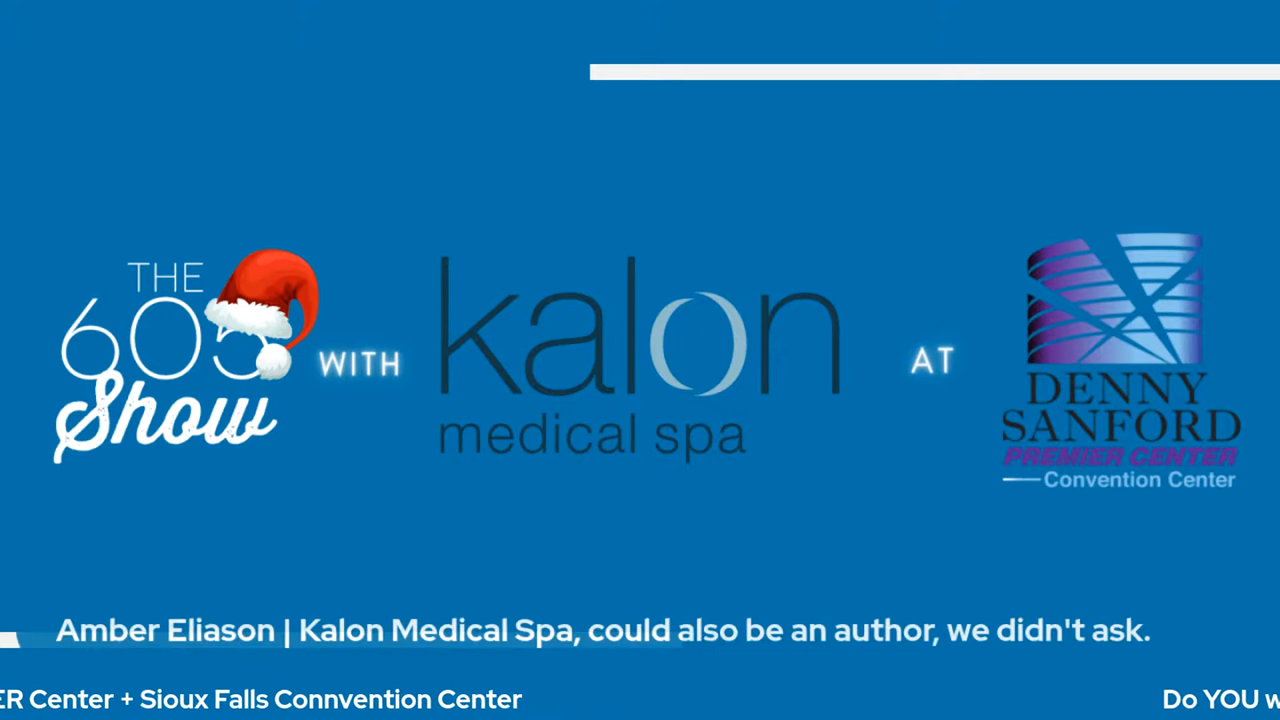 THE
605
Show
WITH
kalon
medical spa
AT
DENNY
SANFORD
PREMIER CENTER
Convention Center
Amber Eliason | Kalon Medical Spa, could also be an author, we didn't ask.
ER Center + Sioux Falls Connvention Center
Do YOU w